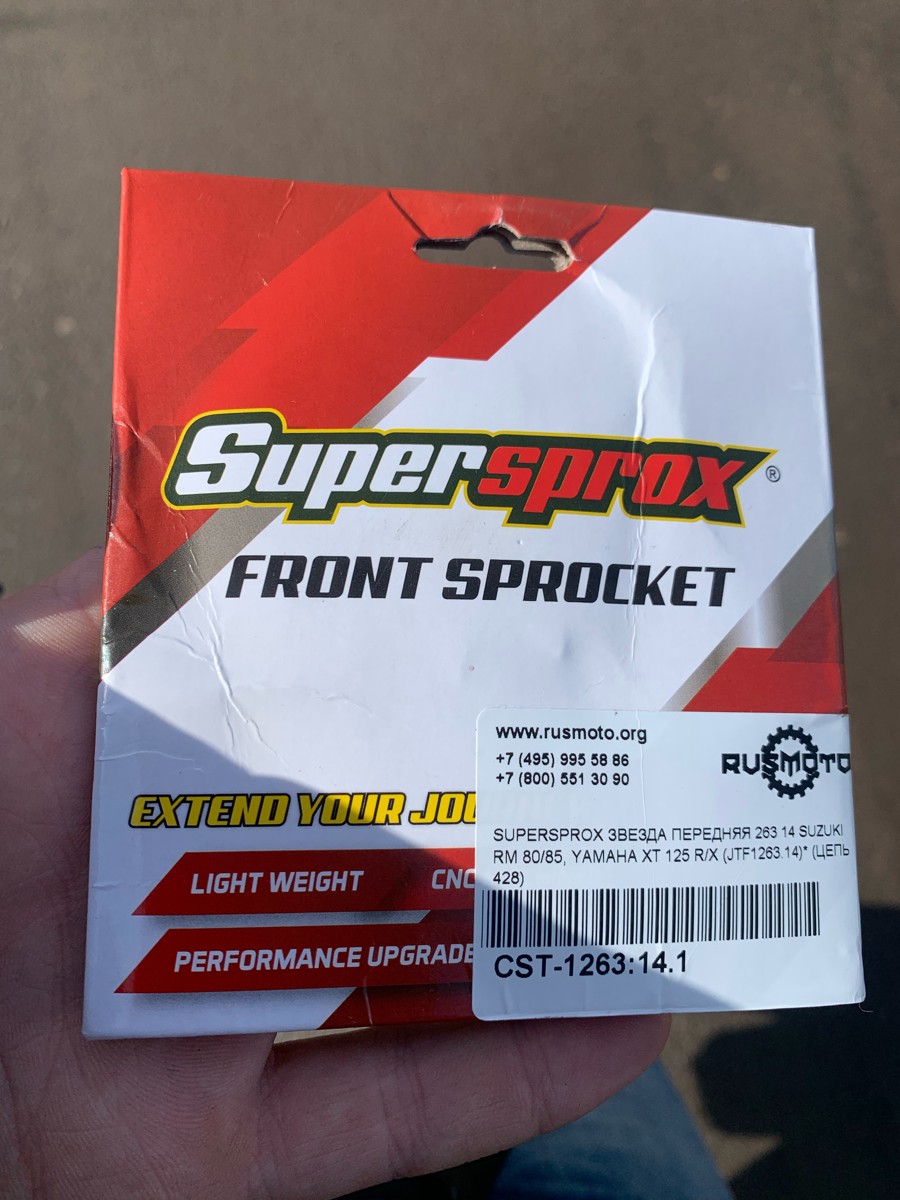 Supersprox®
FRONT SPROCKET
EXTEND YOUR
LIGHT WEIGHT CNC
PERFORMANCE UPGRADE
www.rusmoto.org
+7 (495) 995 58 86
+7 (800) 551 30 90
RUSMOTO
SUPERSPROX ЗВЕЗДА ПЕРЕДНЯЯ 263 14 SUZUKI
RM 80/85, YAMAHA XT 125 R/X (JTF1263.14)* (ЦЕПЬ
428)
CST-1263:14.1